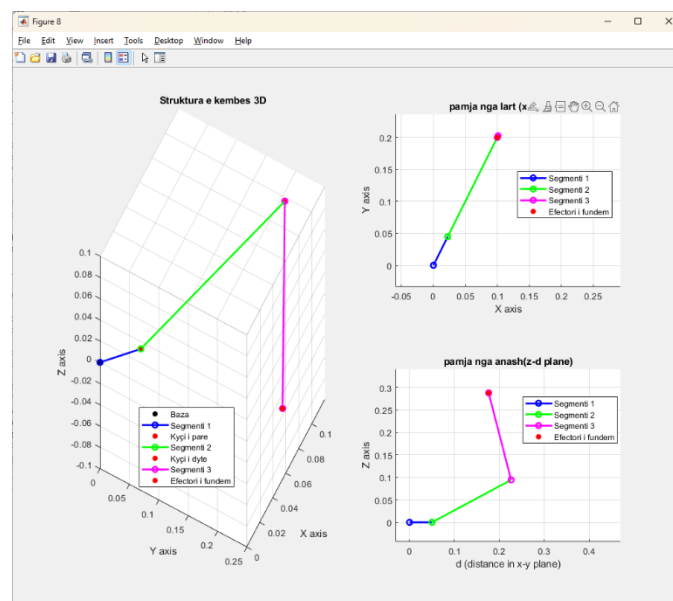 Figure 8
File Edit View Insert Tools Desktop Window Help
Struktura e kembes 3D
0.1
0.08
0.06
0.04
0.02
0
-0.02
-0.04
-0.06
-0.08
-0.1
Z axis
0
0.05
0.1
0.15
0.2
0.25
Y axis
0
0.02
0.04
0.06
0.08
0.1
X axis
Baza
Segmenti 1
Kyçi i pare
Segmenti 2
Kyçi i dyte
Segmenti 3
Efectori i fundem
pamja nga lart (x
0.2
0.15
0.1
0.05
0
Y axis
-0.05 0 0.05 0.1 0.15 0.2 0.25
X axis
Segmenti 1
Segmenti 2
Segmenti 3
Efectori i fundem
pamja nga anash(z-d plane)
0.3
0.25
0.2
0.15
0.1
0.05
0
Z axis
0 0.1 0.2 0.3 0.4
d (distance in x-y plane)
Segmenti 1
Segmenti 2
Segmenti 3
Efectori i fundem